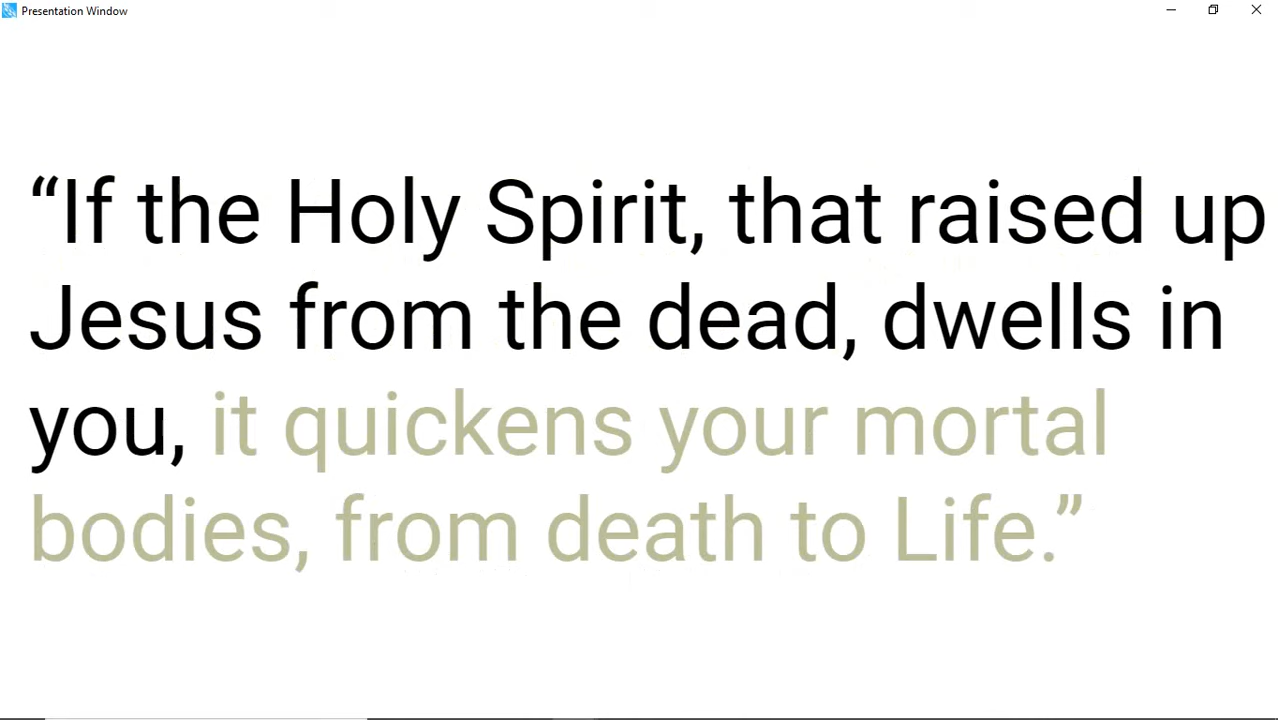 Presentation Window
“If the Holy Spirit, that raised up
Jesus from the dead, dwells in
you, it quickens your mortal
bodies, from death to Life.”